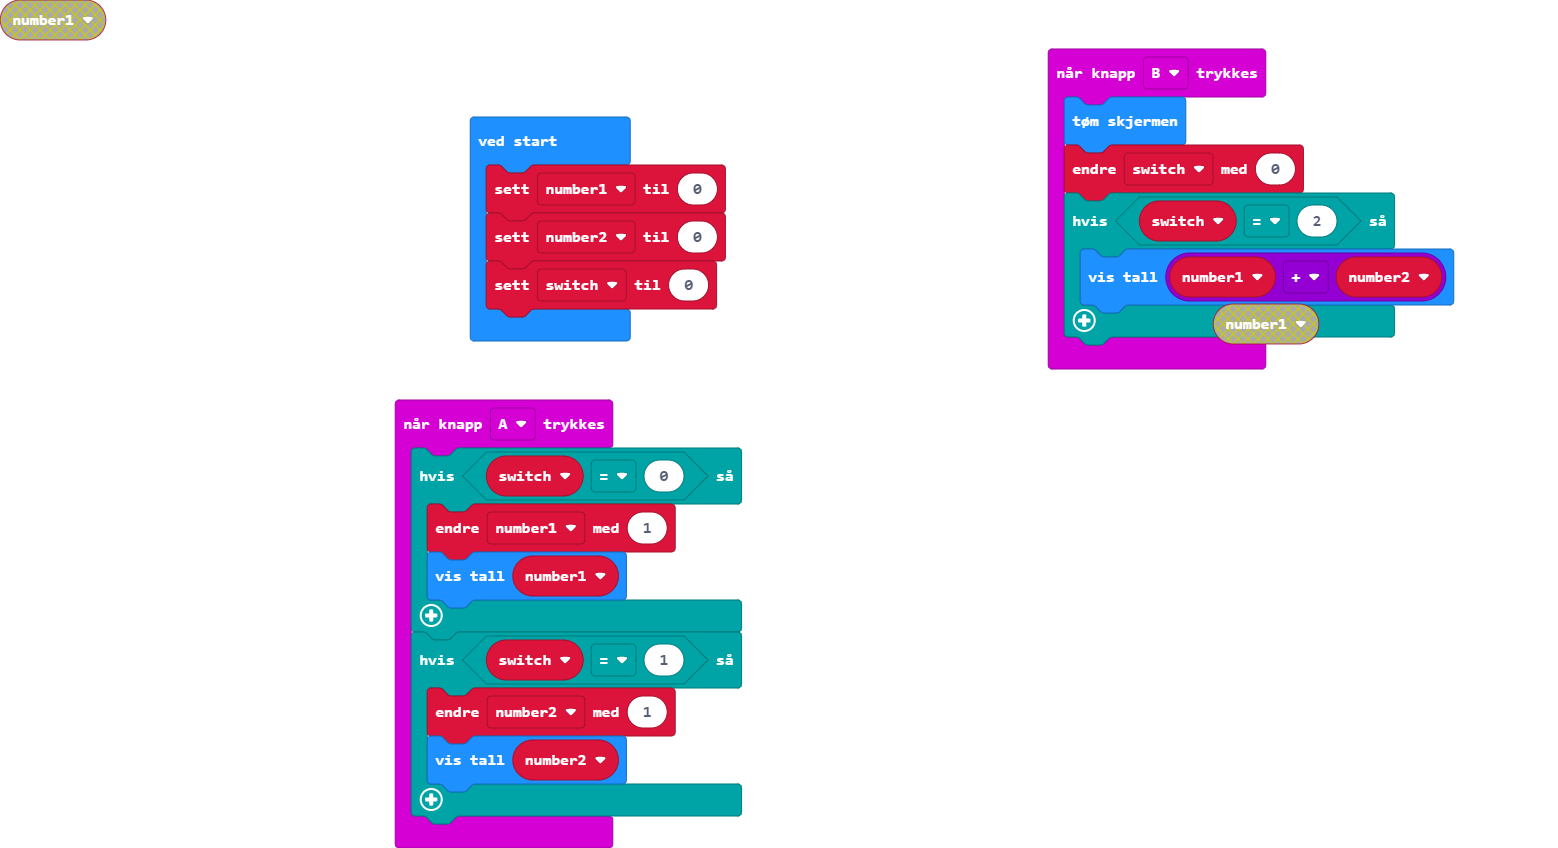 number1
når knapp B trykkes
tøm skjermen
endre switch med 0
hvis switch = 2 så
vis tall number1 + number2
number1
ved start
sett number1 til 0
sett number2 til 0
sett switch til 0
når knapp A trykkes
hvis switch = 0 så
endre number1 med 1
vis tall number1
hvis switch = 1 så
endre number2 med 1
vis tall number2